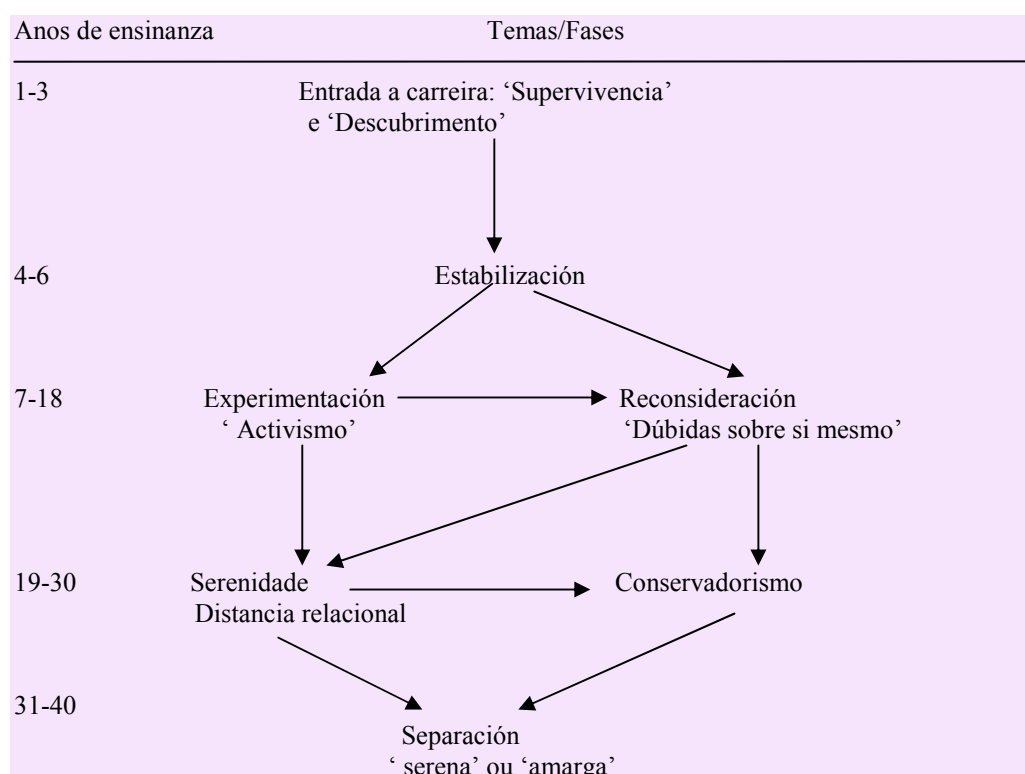 Anos de ensinanza Temas/Fases
1-3 Entrada a carreira: ‘Supervivencia’
e ‘Descubrimento’
4-6 Estabilización
7-18 Experimentación Reconsideración
‘ Activismo’ ‘Dúbidas sobre si mesmo’
19-30 Serenidade Conservadorismo
Distancia relacional
31-40
Separación
‘ serena’ ou ‘amarga’